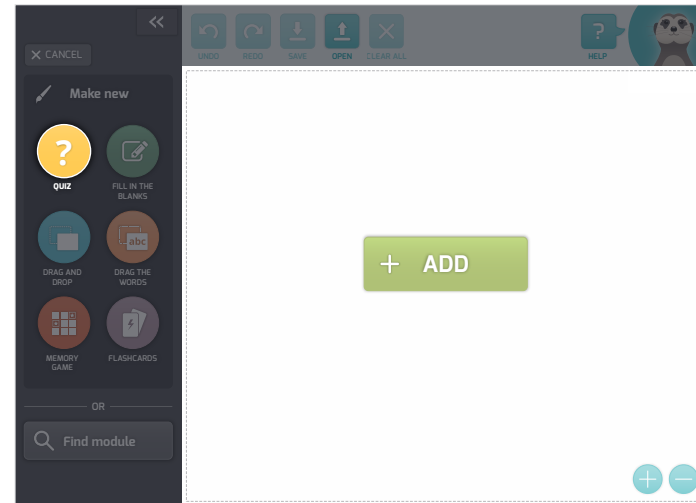 CANCEL
UNDO
REDO
SAVE
OPEN
CLEAR ALL
?
HELP
Make new
?
QUIZ
FILL IN THE
BLANKS
abc
DRAG AND
DROP
DRAG THE
WORDS
MEMORY
GAME
FLASHCARDS
OR
Find module
+ ADD